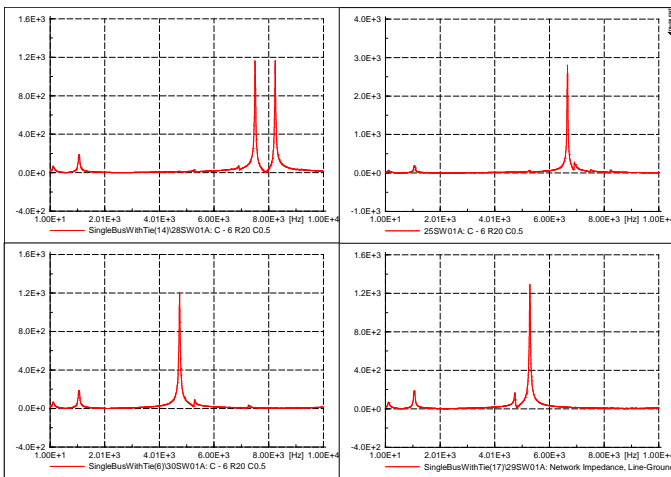 1.6E+3
1.2E+3
8.0E+2
4.0E+2
0.0E+0
-4.0E+2
1.00E+1 2.01E+3 4.01E+3 6.00E+3 8.00E+3 [Hz] 1.00E+4
SingleBusWithTie(14)\28SW01A: C - 6 R20 C0.5
4.0E+3
3.0E+3
2.0E+3
1.0E+3
0.0E+0
-1.0E+3
1.00E+1 2.01E+3 4.01E+3 6.00E+3 8.00E+3 [Hz] 1.00E+4
25SW01A: C - 6 R20 C0.5
1.6E+3
1.2E+3
8.0E+2
4.0E+2
0.0E+0
-4.0E+2
1.00E+1 2.01E+3 4.01E+3 6.00E+3 8.00E+3 [Hz] 1.00E+4
SingleBusWithTie(6)\30SW01A: C - 6 R20 C0.5
1.6E+3
1.2E+3
8.0E+2
4.0E+2
0.0E+0
-4.0E+2
1.00E+1 2.01E+3 4.01E+3 6.00E+3 8.00E+3 [Hz] 1.00E+
SingleBusWithTie(17)\29SW01A: Network Impedance, Line-Ground